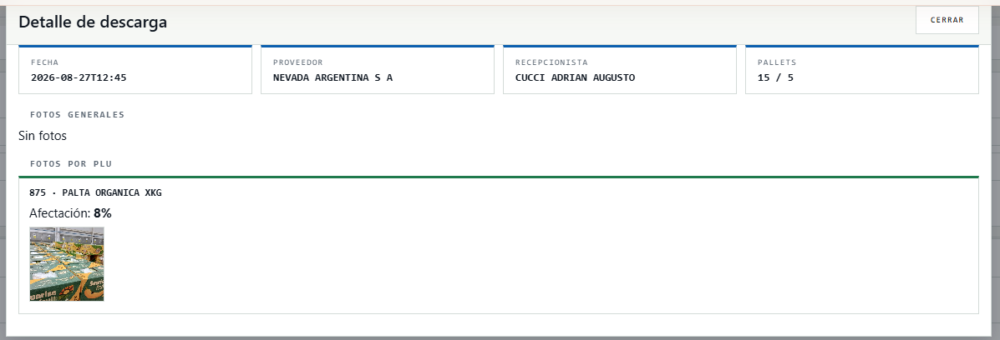 Detalle de descarga
CERRAR
FECHA
2026-08-27T12:45
PROVEEDOR
NEVADA ARGENTINA S A
RECEPCIONISTA
CUCCI ADRIAN AUGUSTO
PALLETS
15 / 5
FOTOS GENERALES
Sin fotos
FOTOS POR PLU
875 · PALTA ORGANICA XKG
Afectación: 8%